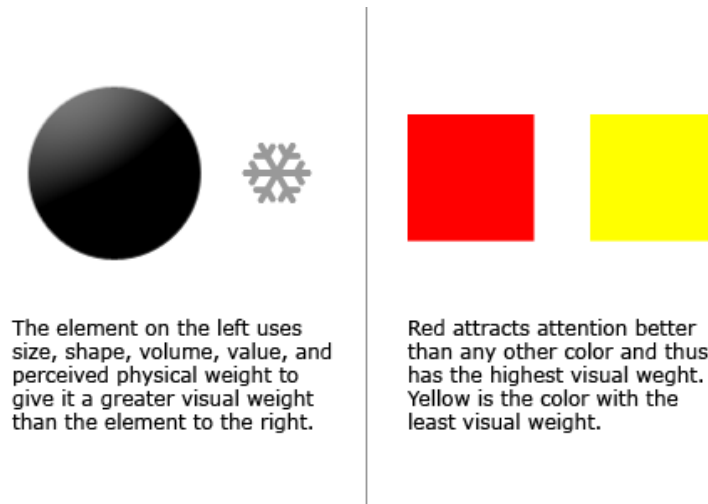 The element on the left uses
size, shape, volume, value, and
perceived physical weight to
give it a greater visual weight
than the element to the right.
Red attracts attention better
than any other color and thus
has the highest visual weght.
Yellow is the color with the
least visual weight.